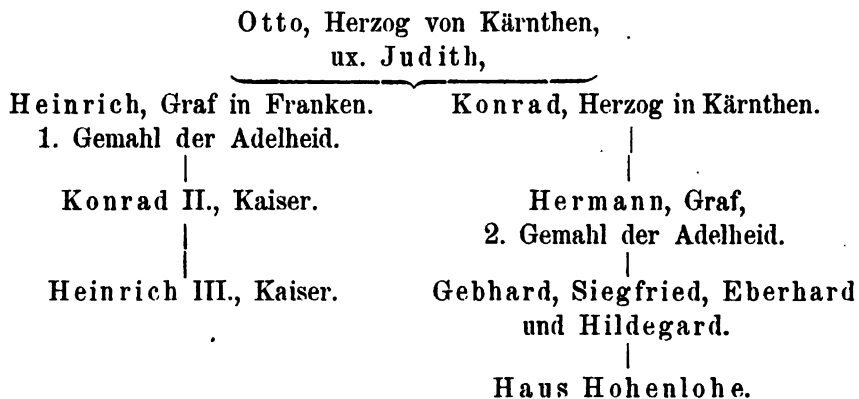 Otto, Herzog von Kärnthen,
ux. Judith,
Heinrich, Graf in Franken.
1. Gemahl der Adelheid.
Konrad II., Kaiser.
Heinrich III., Kaiser.
Konrad, Herzog in Kärnthen.
Hermann, Graf,
2. Gemahl der Adelheid.
Gebhard, Siegfried, Eberhard
und Hildegard.
Haus Hohenlohe.